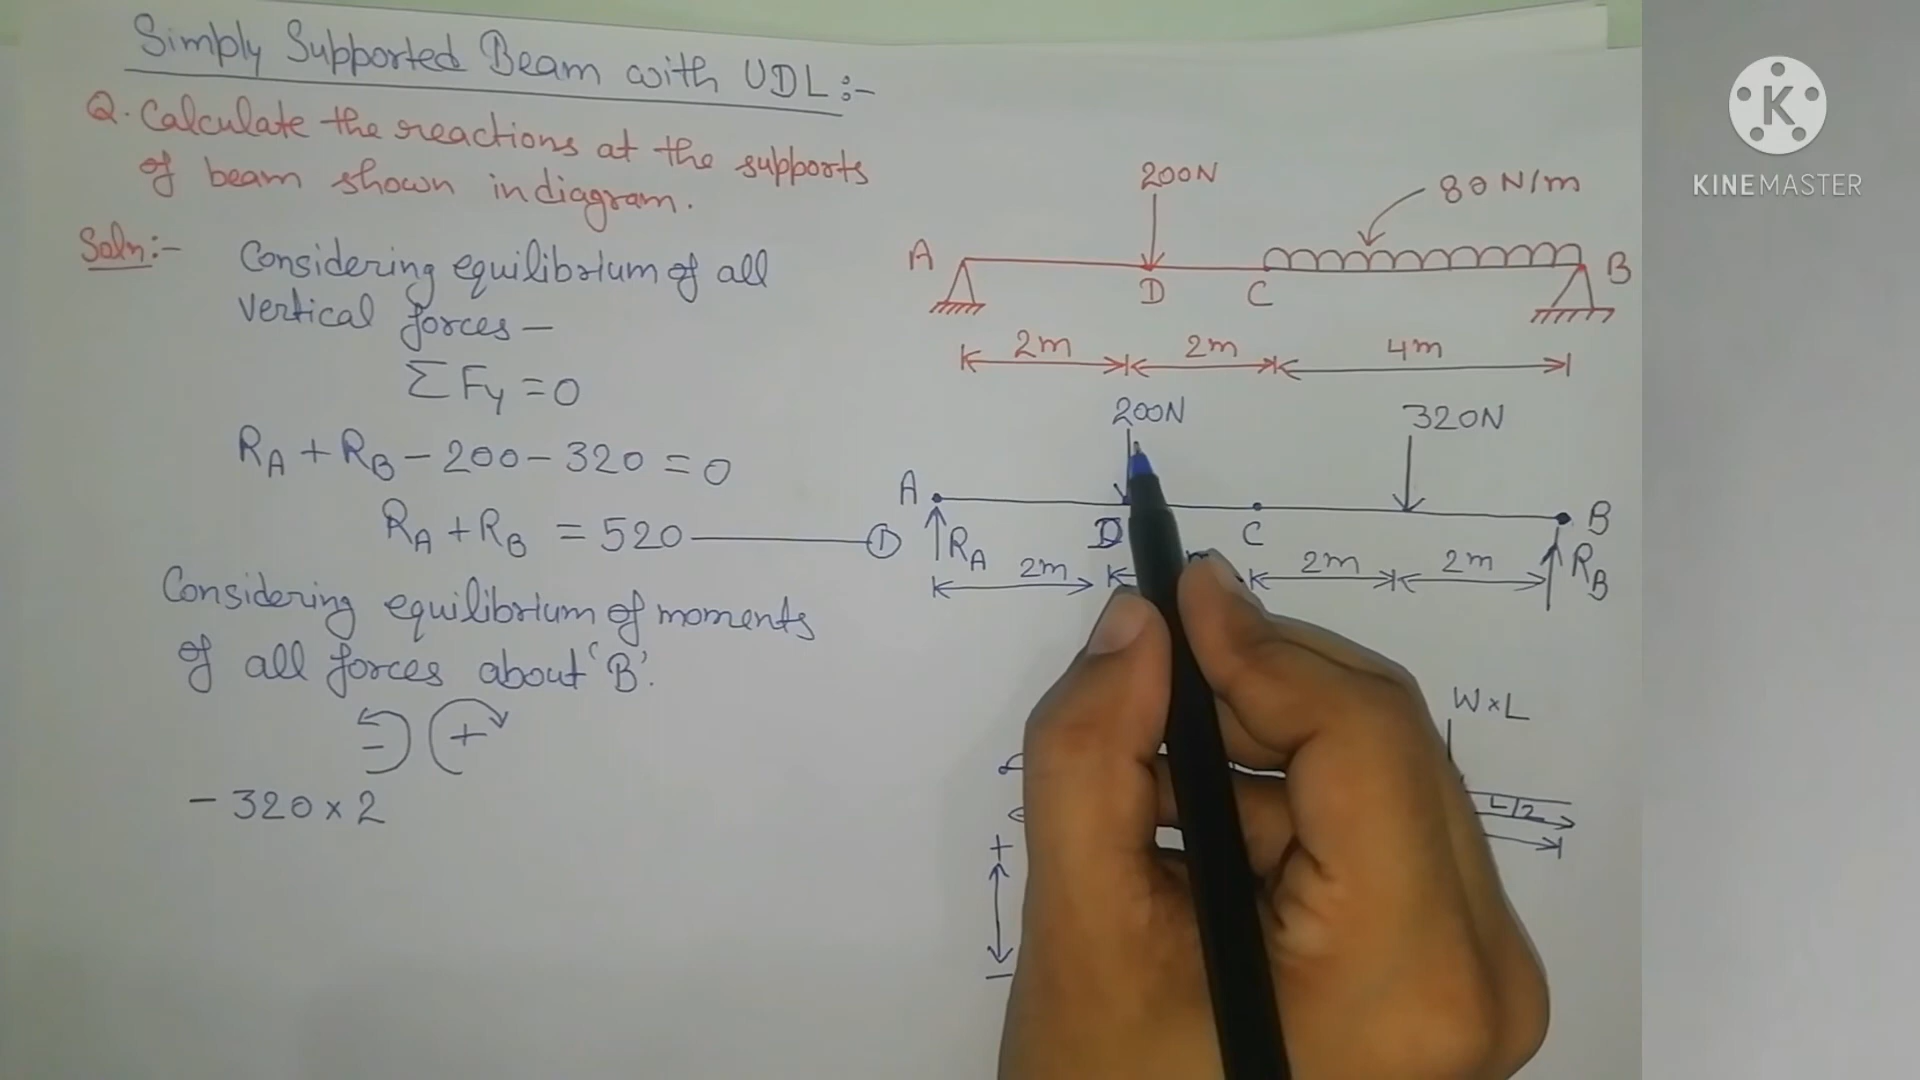 Simply Supported Beam with UDL:-
Q. Calculate the reactions at the supports
of beam shown in diagram.
Soln:-
Considering equilibrium of all
vertical forces -
ΣFy = 0
RA + RB - 200 - 320 = 0
RA + RB = 520 ——— ①
Considering equilibrium of moments
of all forces about 'B'.
- +
- 320 × 2
200N
80 N/m
A D C B
2m 2m 4m
200N 320N
A D C B
RA 2m 2m 2m RB
W×L
L/2
+
-
K
KINEMASTER